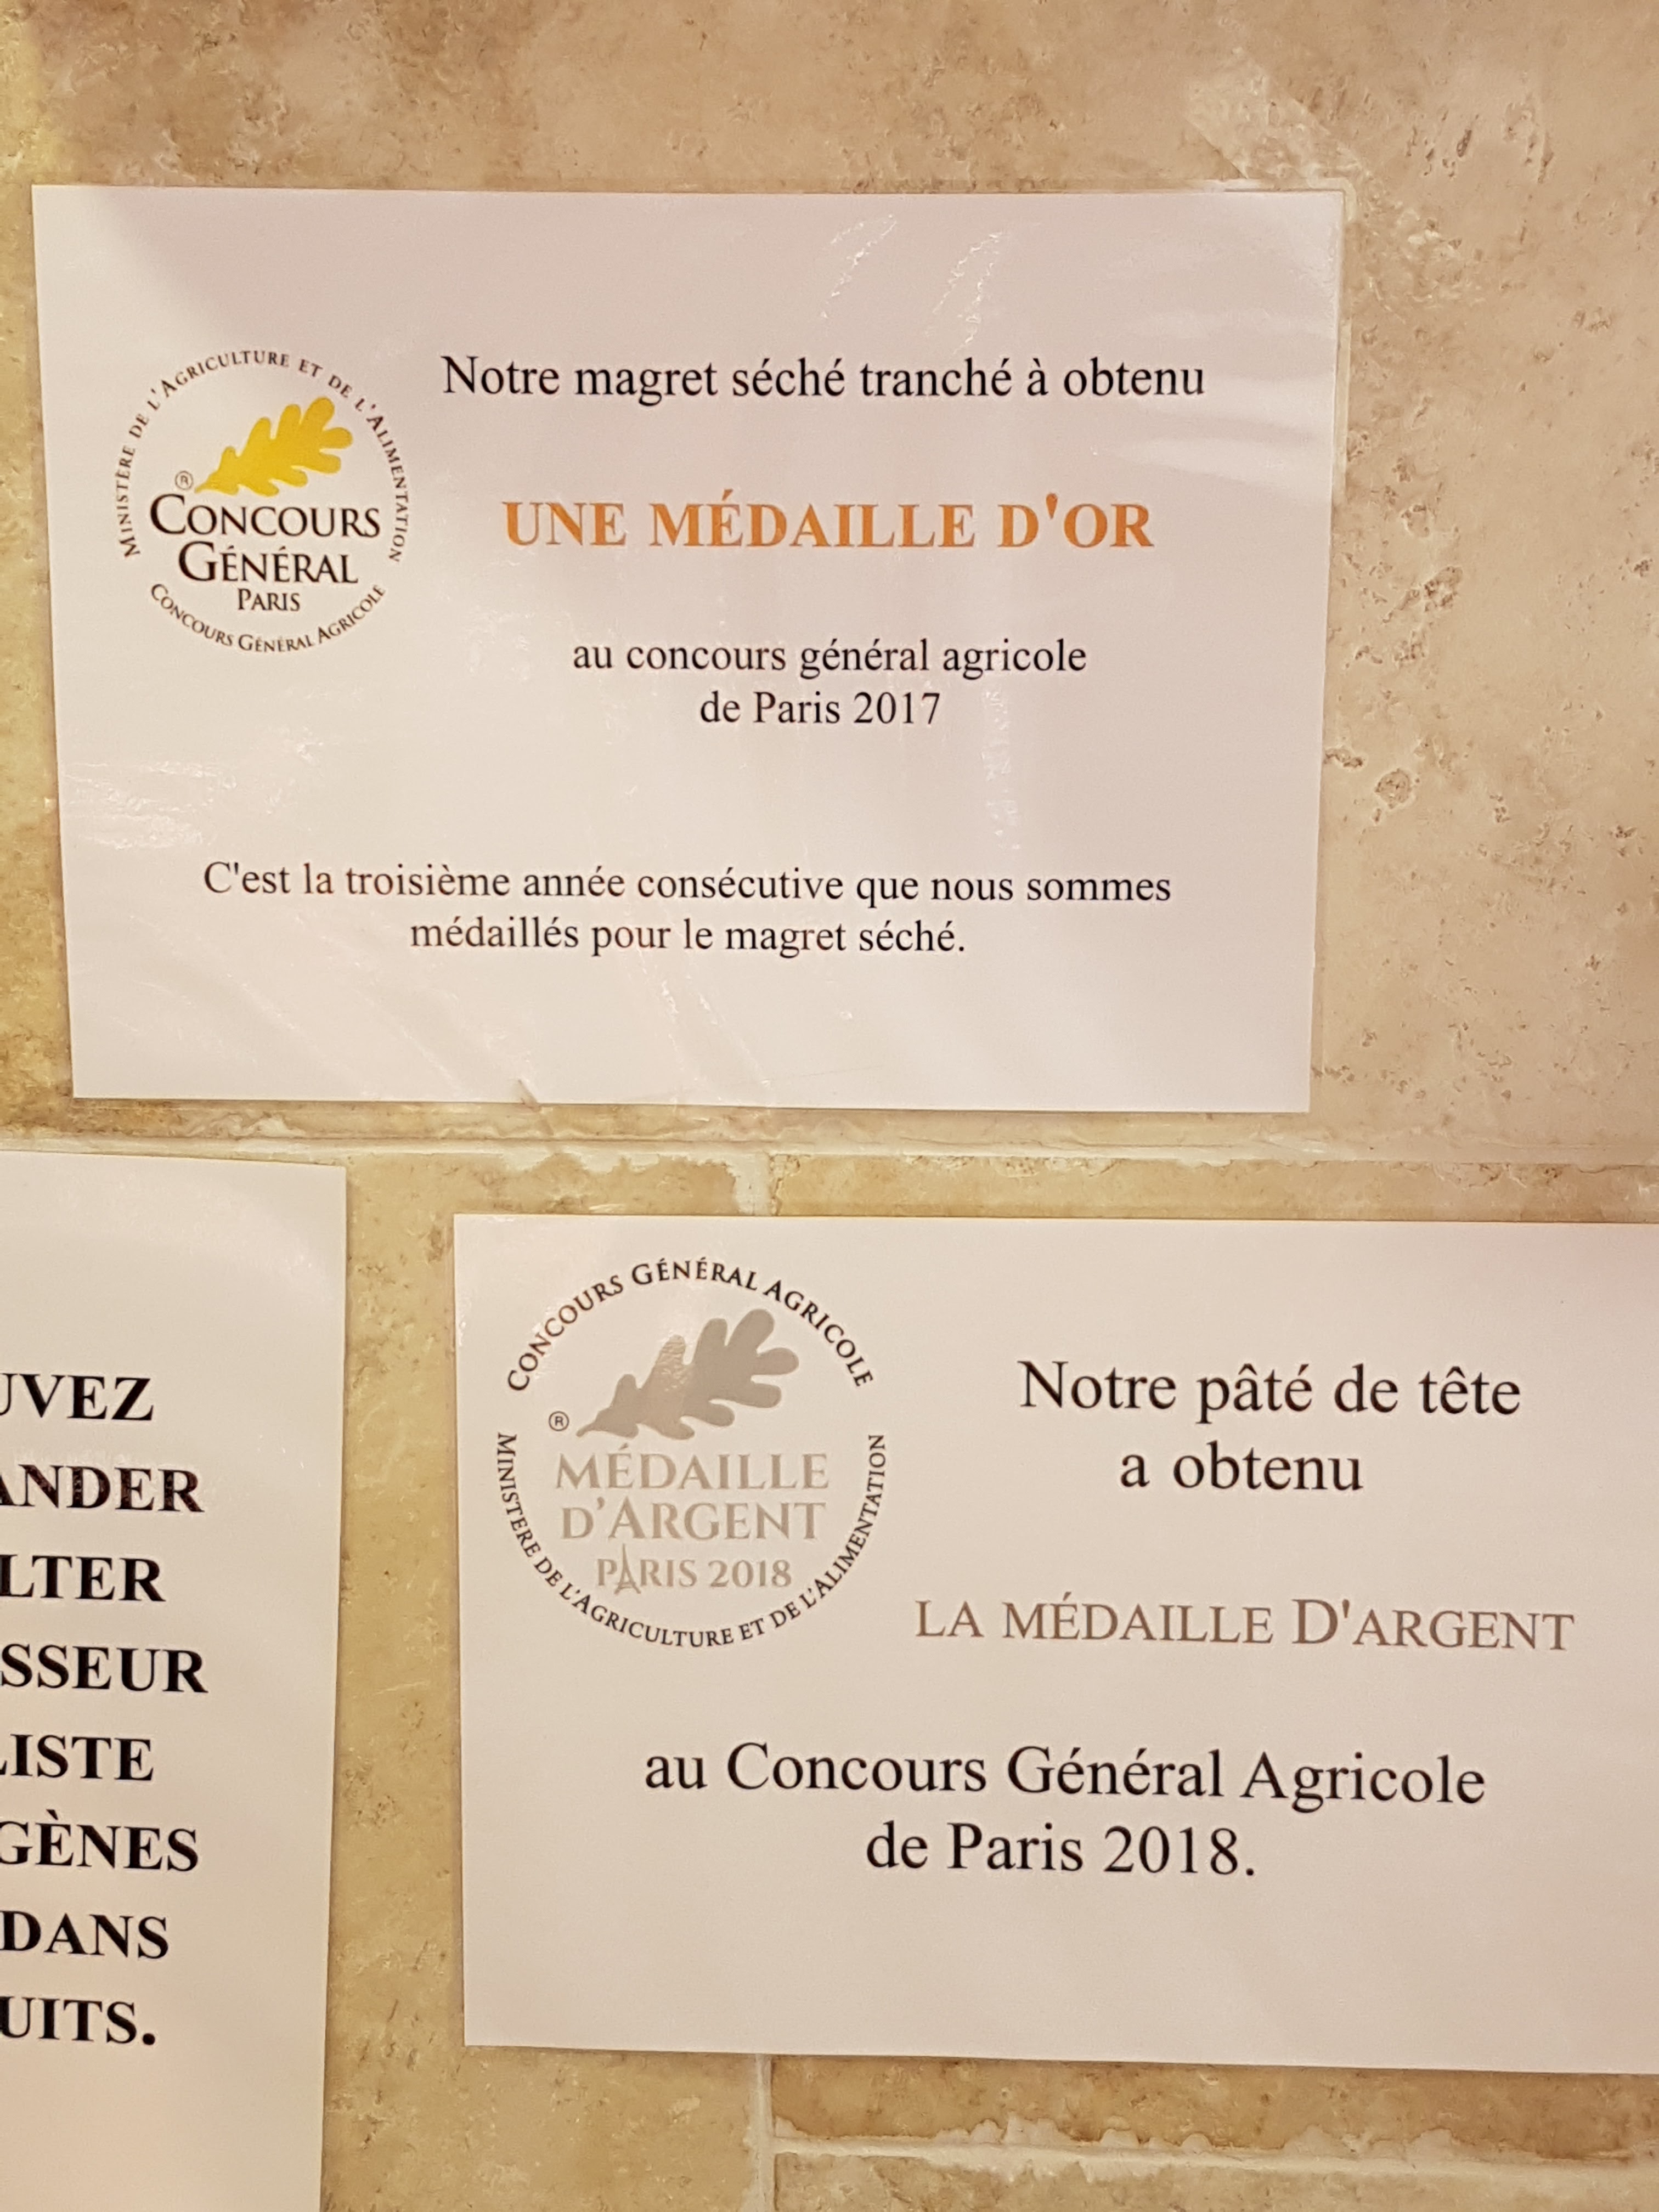 MINISTÈRE DE L'AGRICULTURE ET DE L'ALIMENTATION
®
CONCOURS
GÉNÉRAL
PARIS
CONCOURS GÉNÉRAL AGRICOLE
Notre magret séché tranché à obtenu
UNE MÉDAILLE D'OR
au concours général agricole
de Paris 2017
C'est la troisième année consécutive que nous sommes
médaillés pour le magret séché.
UVEZ
ANDER
LTER
SSEUR
LISTE
GÈNES
DANS
UITS.
CONCOURS GÉNÉRAL AGRICOLE
®
MÉDAILLE
D'ARGENT
PARIS 2018
MINISTERE DE L'AGRICULTURE ET DE L'ALIMENTATION
Notre pâté de tête
a obtenu
LA MÉDAILLE D'ARGENT
au Concours Général Agricole
de Paris 2018.